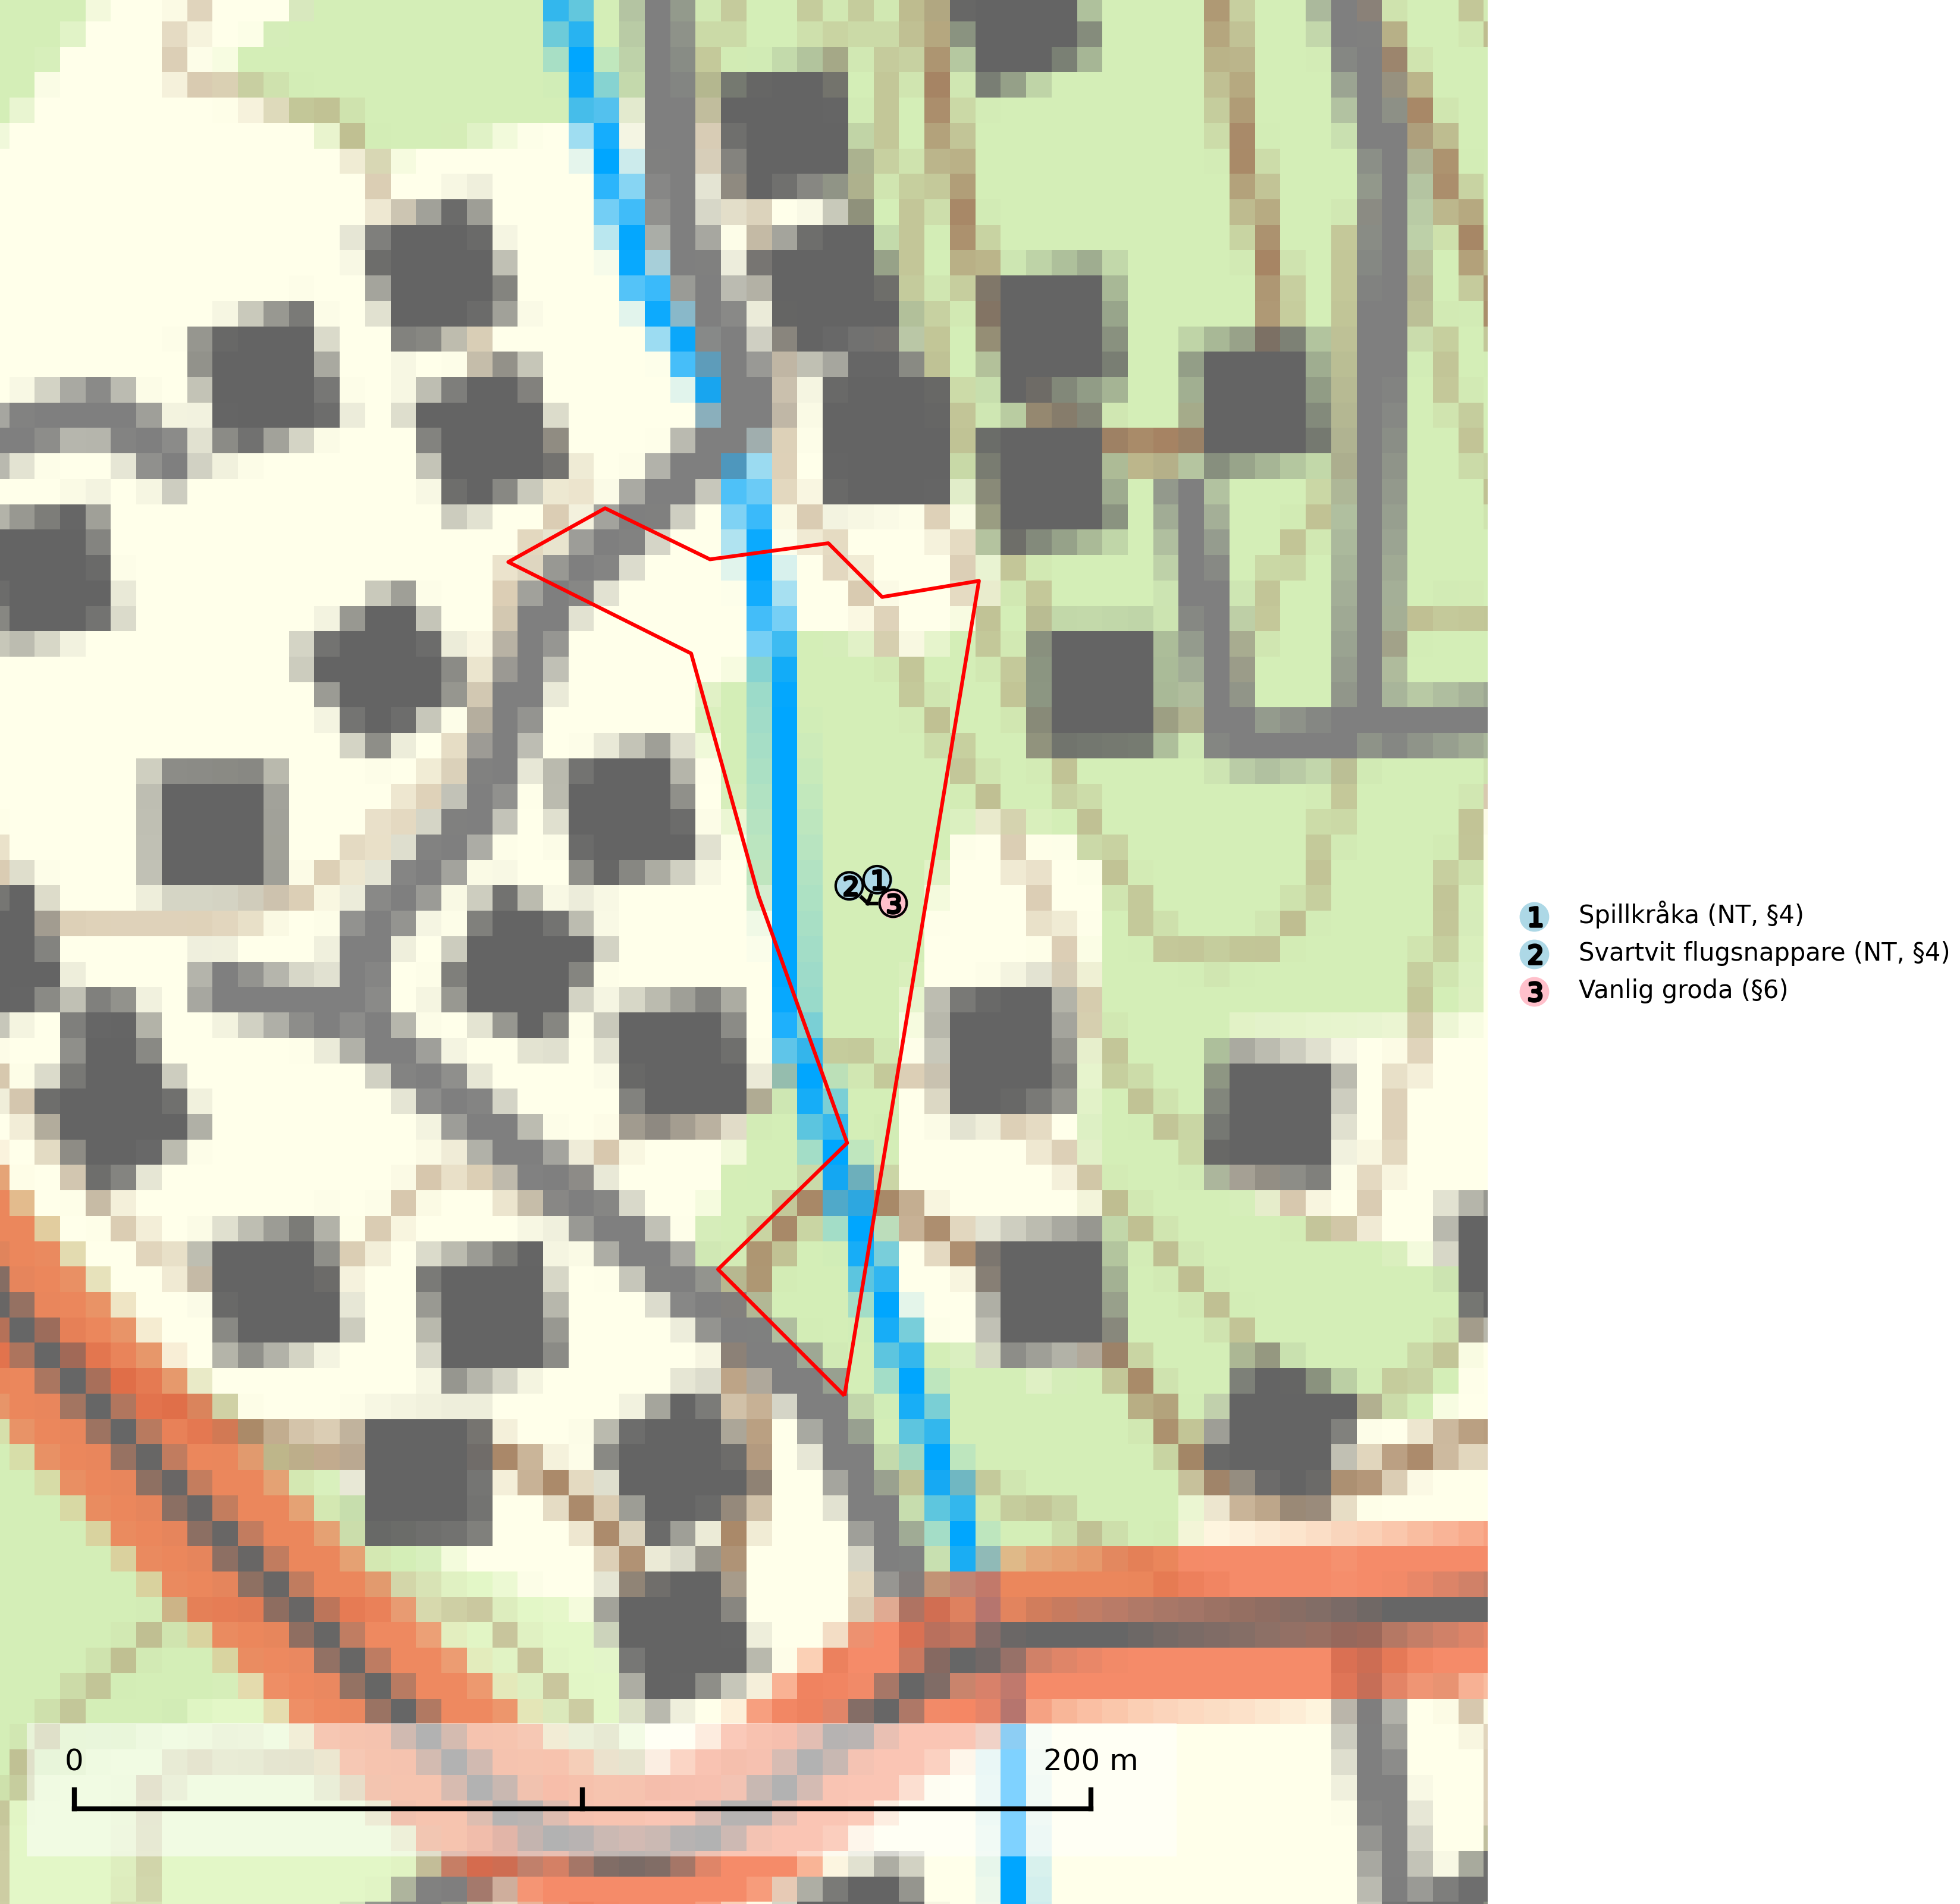 2 1
3
1 Spillkråka (NT, §4)
2 Svartvit flugsnappare (NT, §4)
3 Vanlig groda (§6)
0 200 m